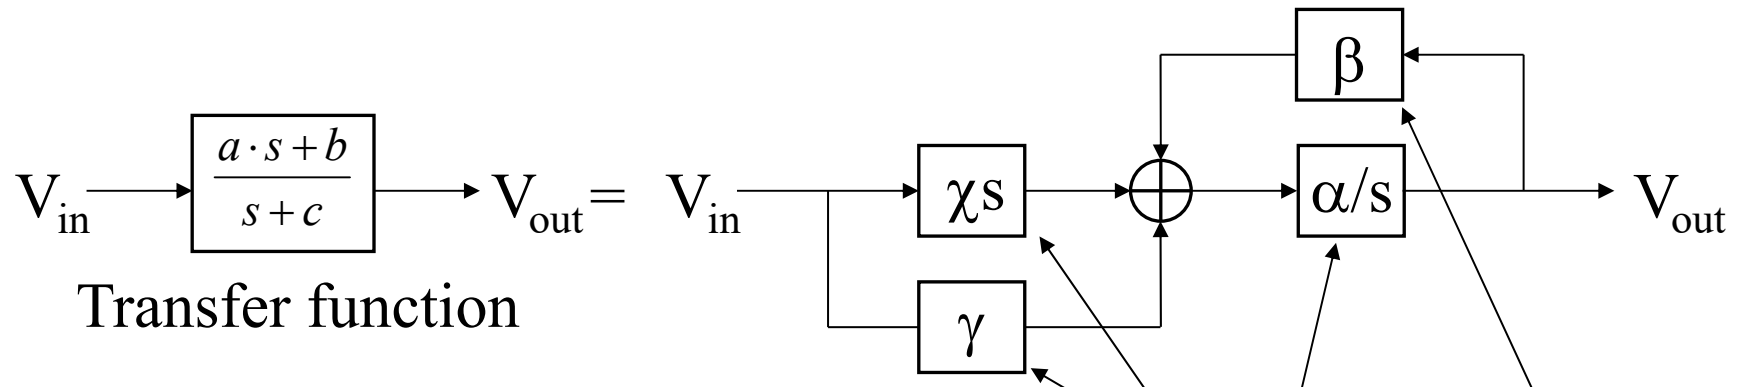 β
V_in a·s+b / s+c V_out = V_in χs α/s V_out
Transfer function
γ